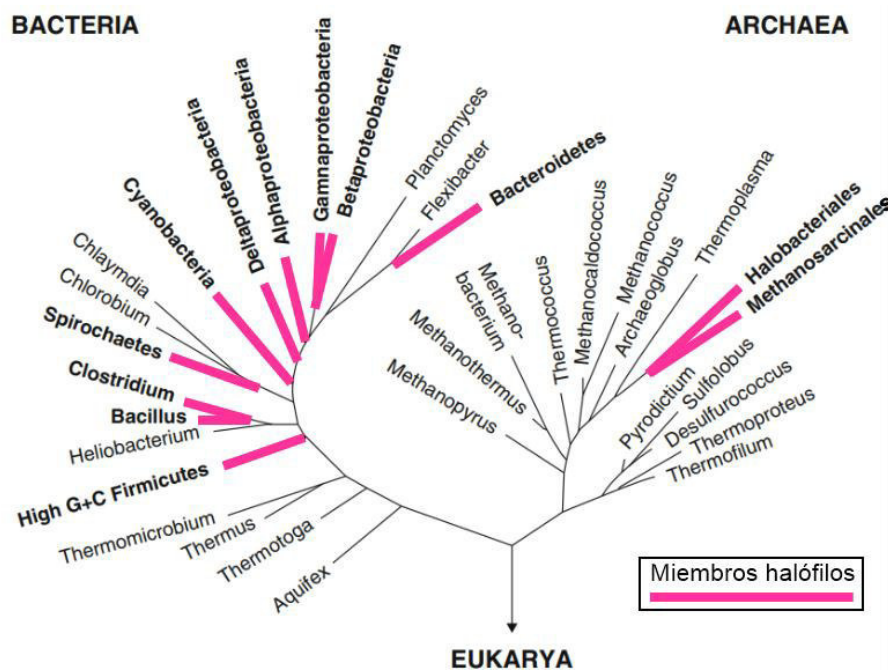 BACTERIA
ARCHAEA
Gamnaproteobacteria
Betaproteobacteria
Alphaproteobacteria
Deltaproteobacteria
Cyanobacteria
Planctomyces
Flexibacter
Bacteroidetes
Chlaymdia
Chlorobium
Spirochaetes
Clostridium
Bacillus
Heliobacterium
High G+C Firmicutes
Thermomicrobium
Thermus
Thermotoga
Aquifex
Methanopyrus
Methanothermus
Methano-
bacterium
Thermococcus
Methanocaldococcus
Methanococcus
Archaeoglobus
Thermoplasma
Halobacteriales
Methanosarcinales
Pyrodictium
Sulfolobus
Desulfurococcus
Thermoproteus
Thermofilum
Miembros halófilos
EUKARYA